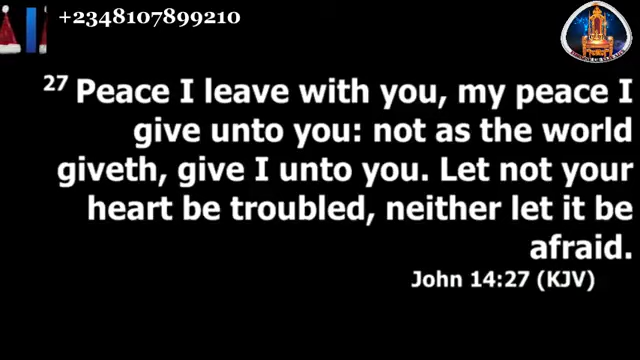 +2348107899210
27 Peace I leave with you, my peace I
give unto you: not as the world
giveth, give I unto you. Let not your
heart be troubled, neither let it be
afraid.
John 14:27 (KJV)